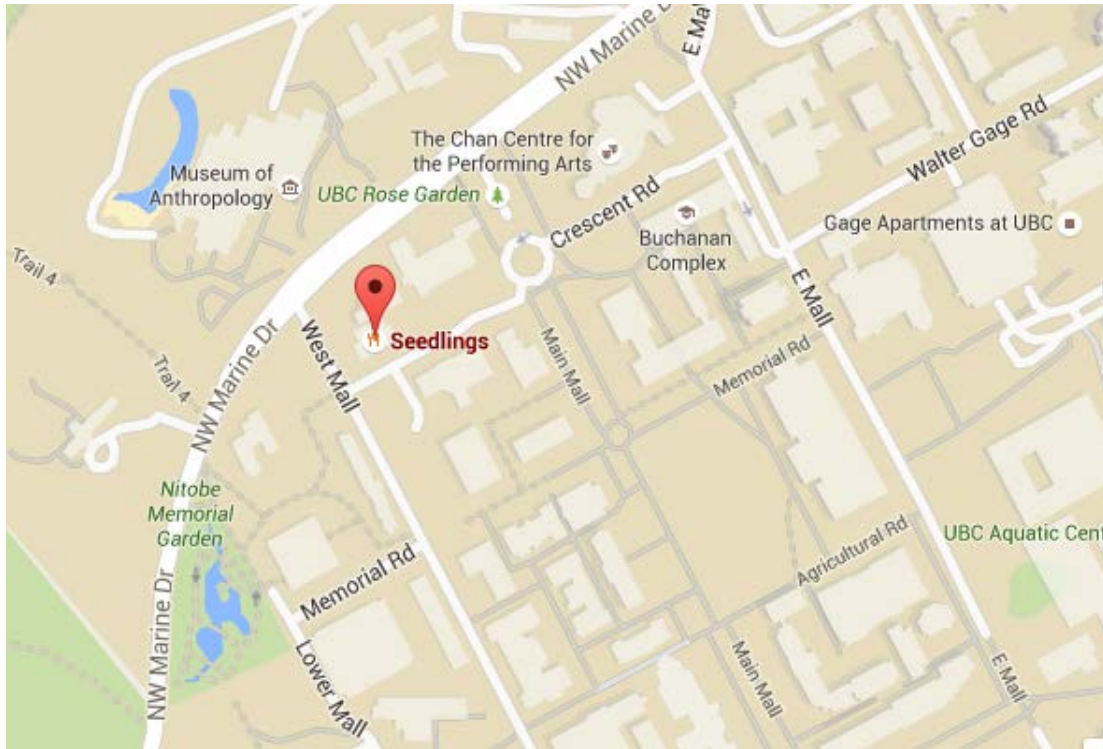 NW Marine D
E Ma
The Chan Centre for
the Performing Arts
Walter Gage Rd
Museum of
Anthropology
UBC Rose Garden
Crescent Rd
Buchanan
Complex
Gage Apartments at UBC
Trail 4
E Mall
Seedlings
West Mall
NW Marine Dr
Main Mall
Memorial Rd
Trail 4
Nitobe
Memorial
Garden
UBC Aquatic Cent
Agricultural Rd
Memorial Rd
NW Marine Dr
Lower Mall
Main Mall
E Mall